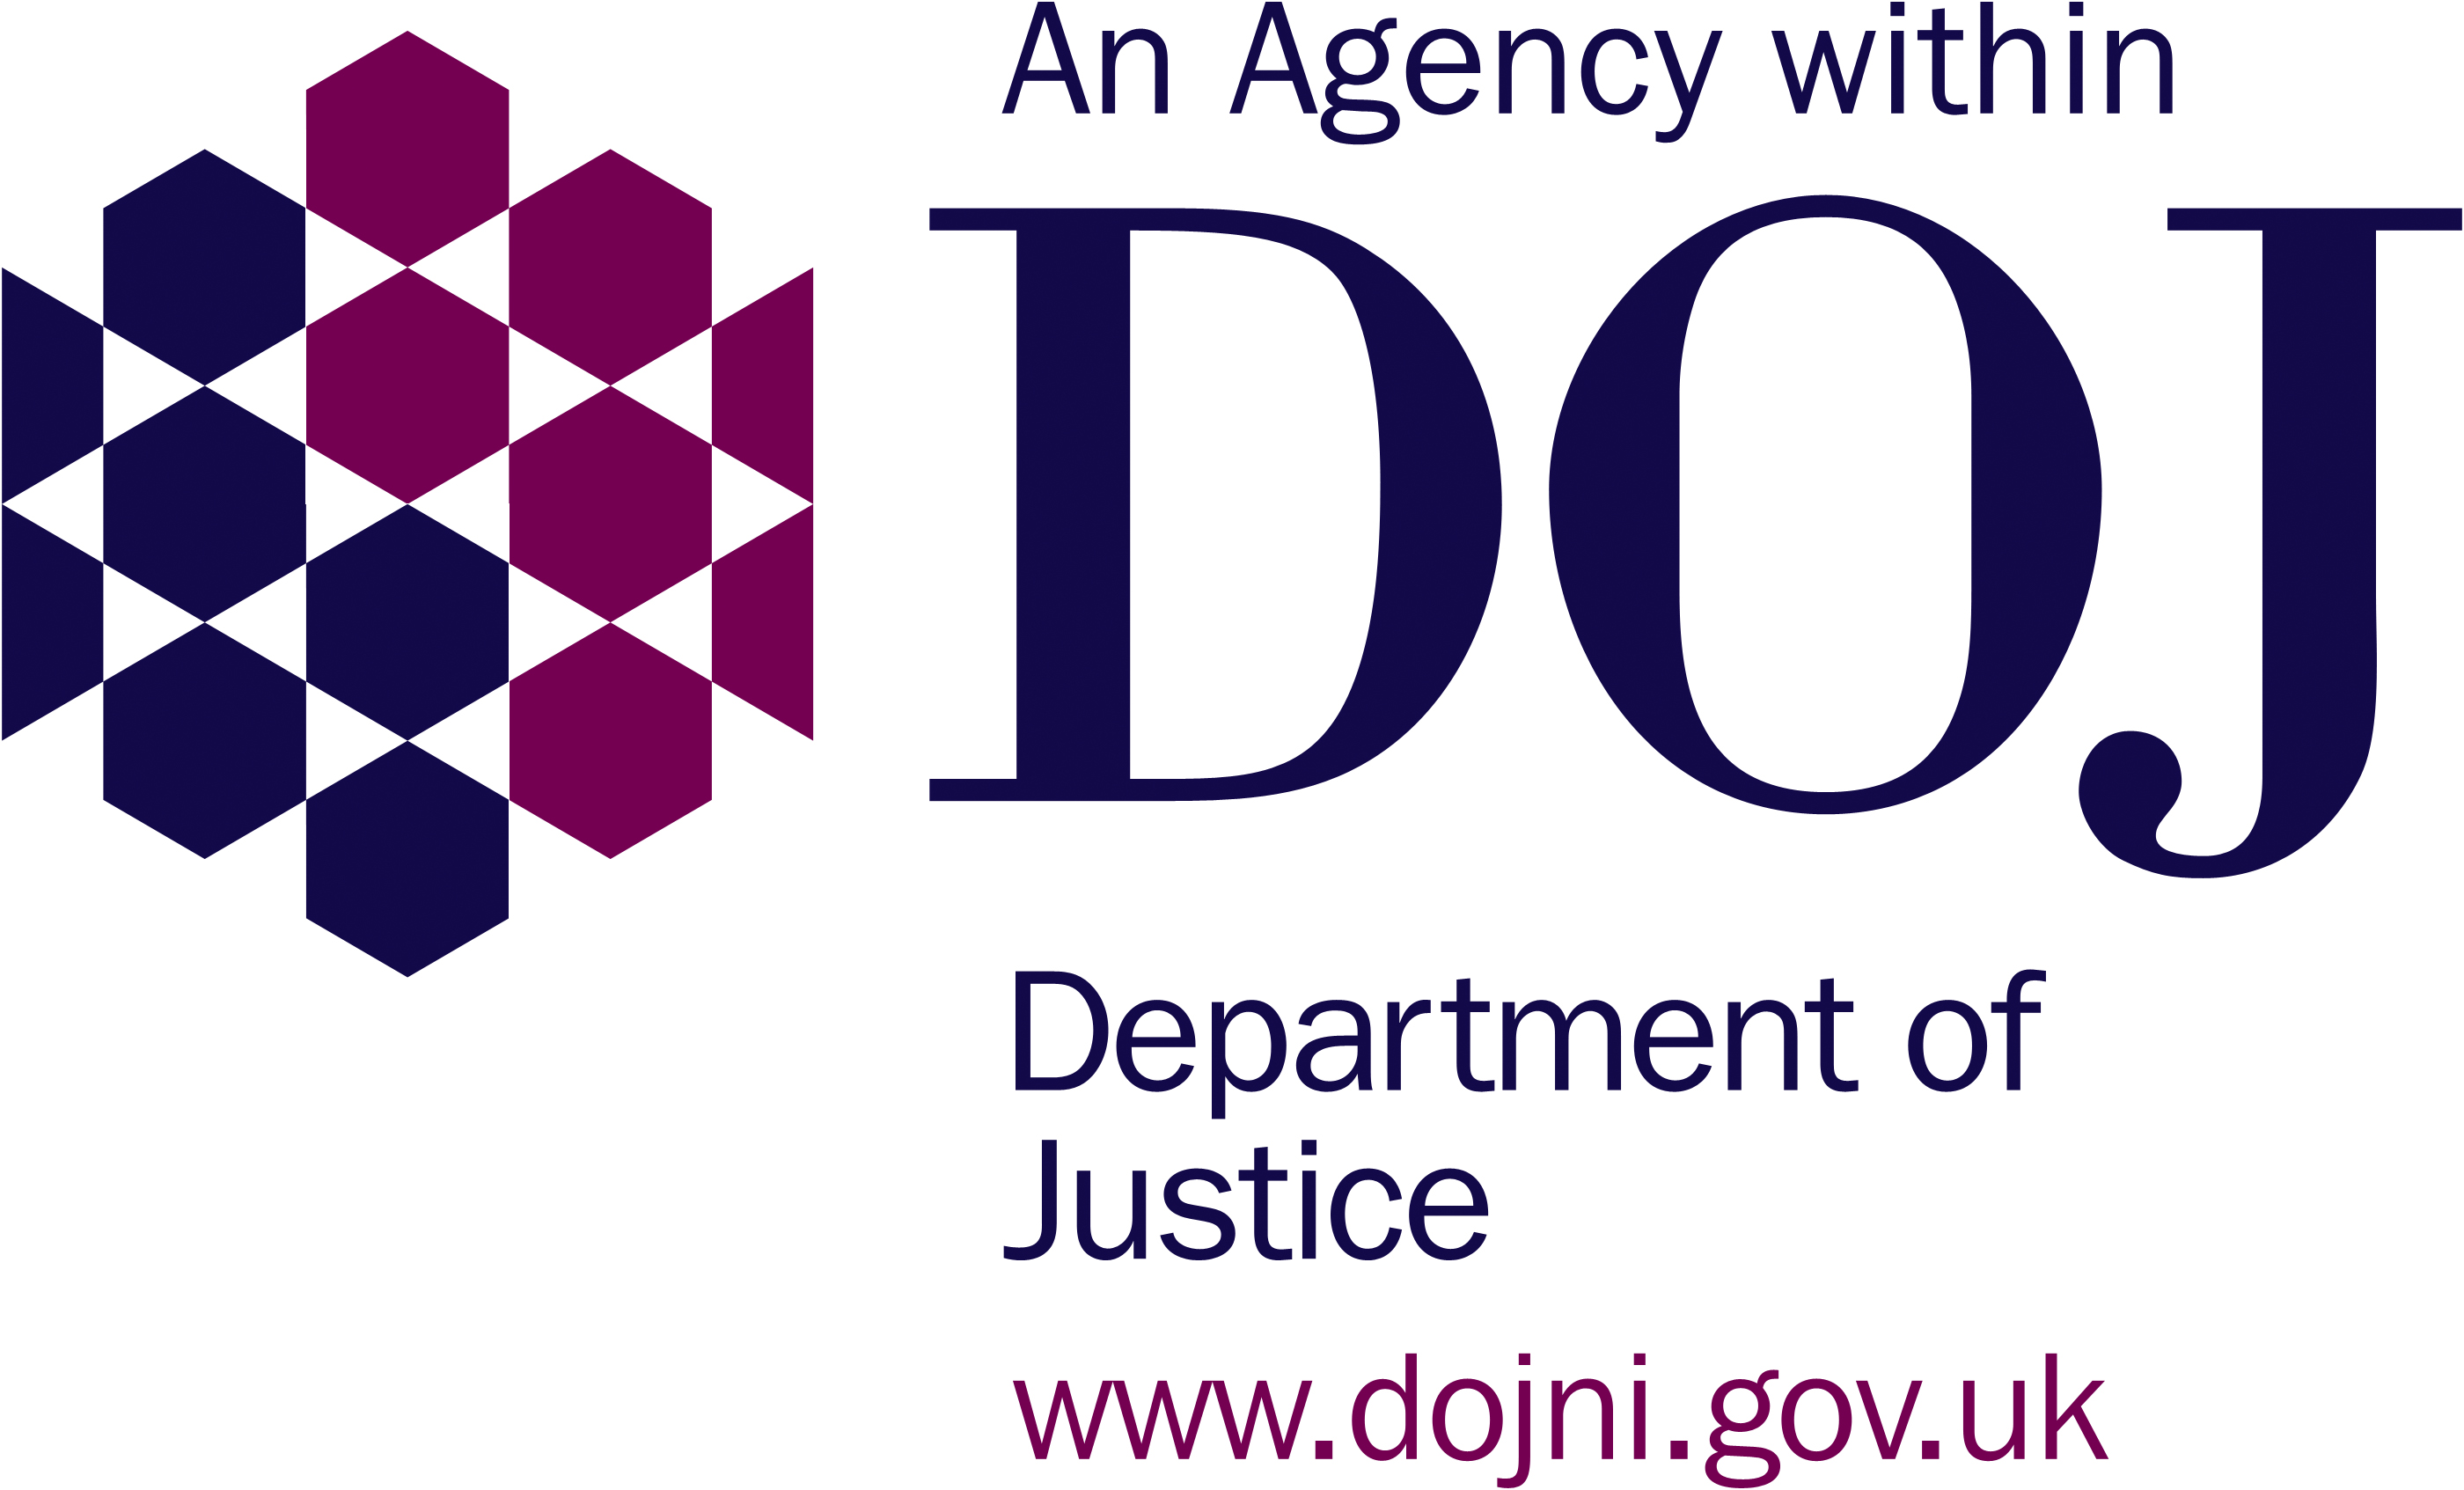 An Agency within
DOJ
Department of
Justice
www.dojni.gov.uk